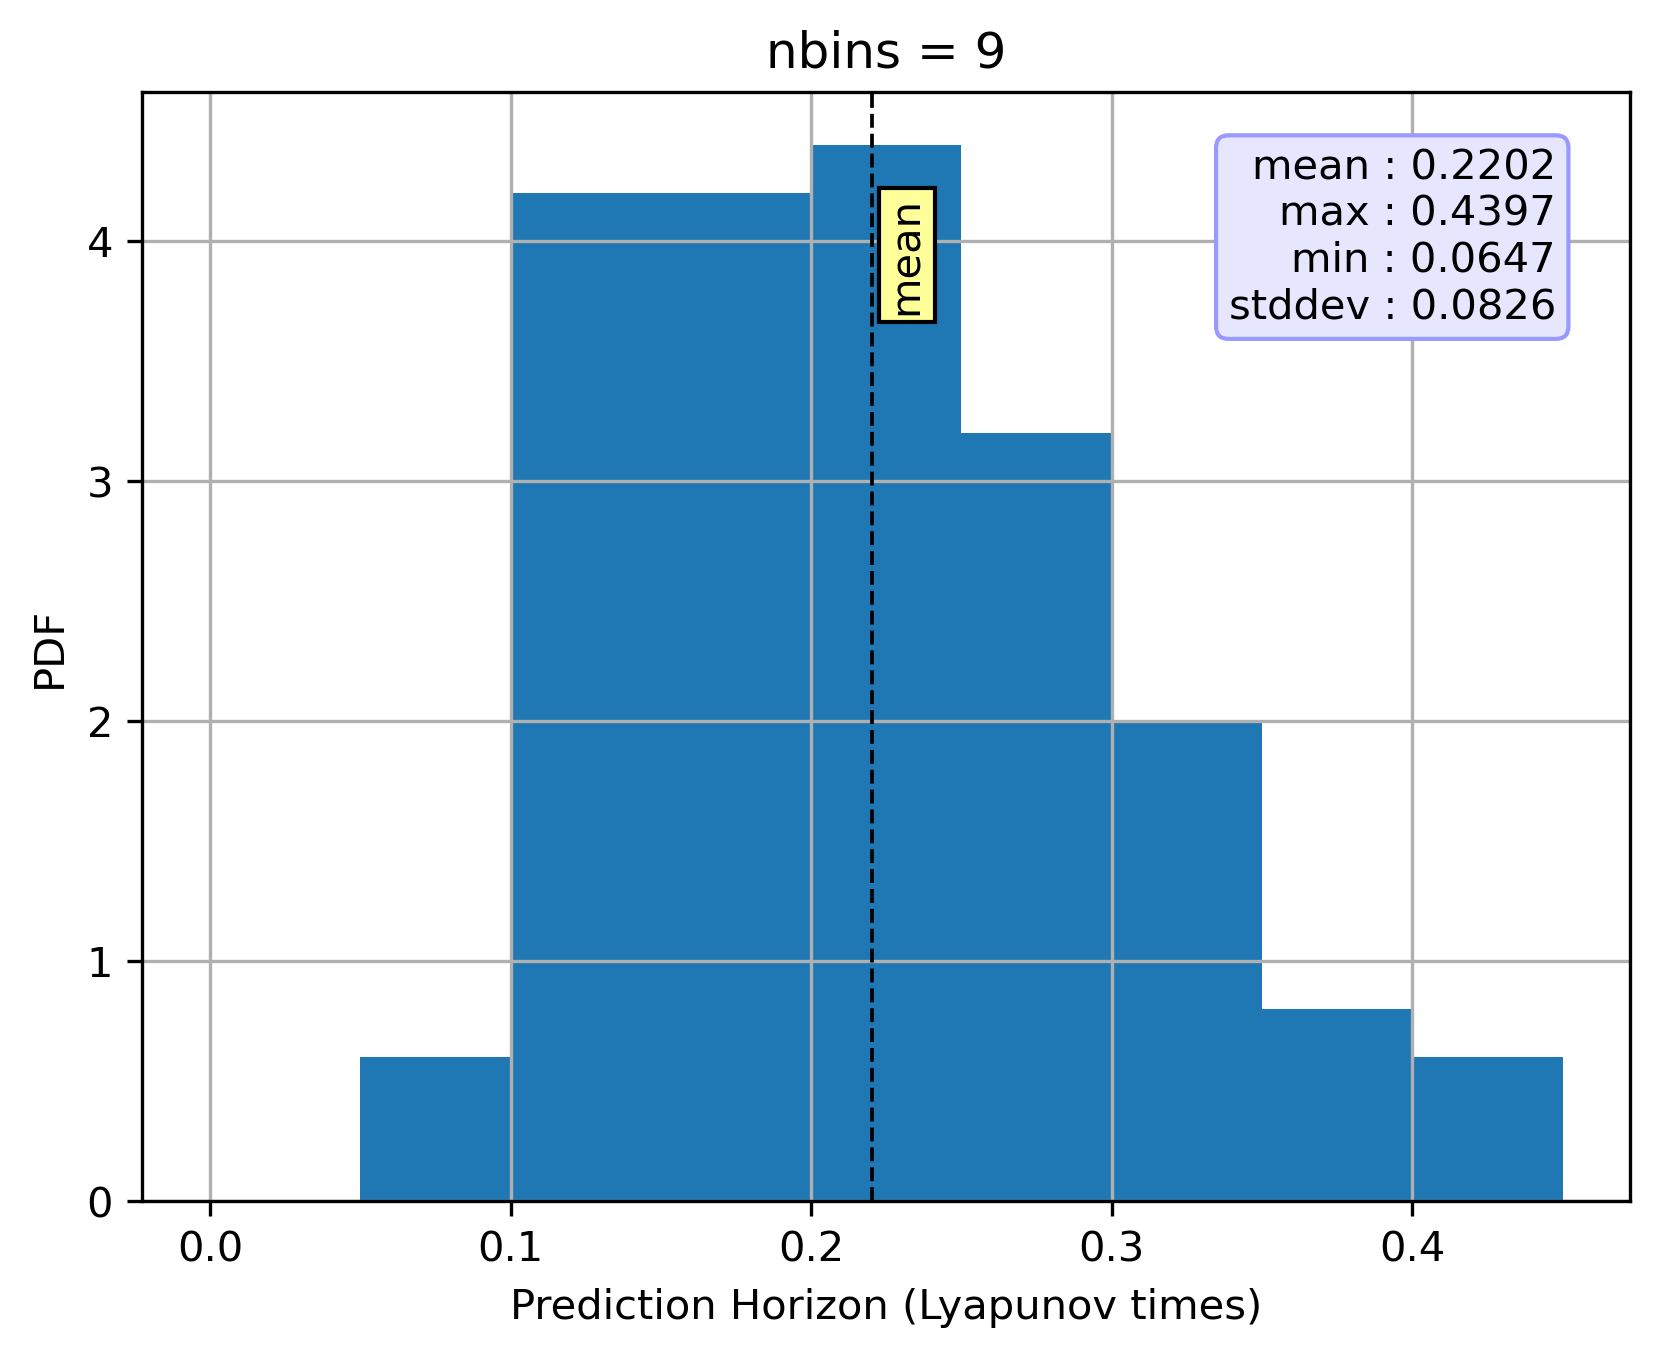 nbins = 9
mean : 0.2202
max : 0.4397
min : 0.0647
stddev : 0.0826
mean
4
3
2
1
0
PDF
0.0 0.1 0.2 0.3 0.4
Prediction Horizon (Lyapunov times)